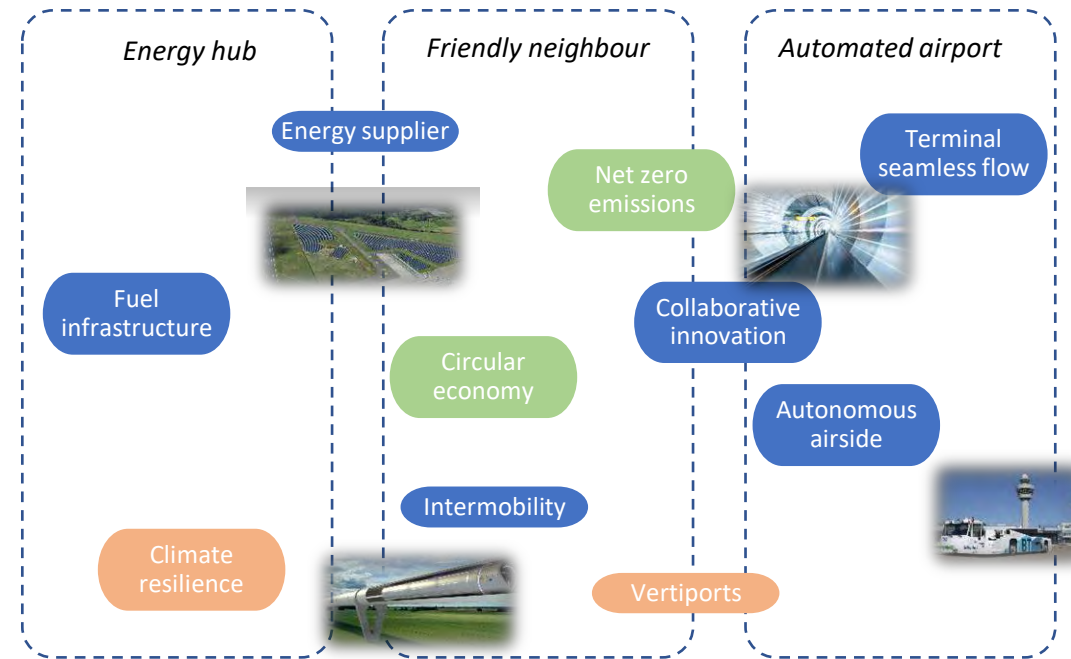 Energy hub
Friendly neighbour
Automated airport
Energy supplier
Terminal
seamless flow
Net zero
emissions
Fuel
infrastructure
Collaborative
innovation
Circular
economy
Autonomous
airside
Intermobility
Climate
resilience
Vertiports